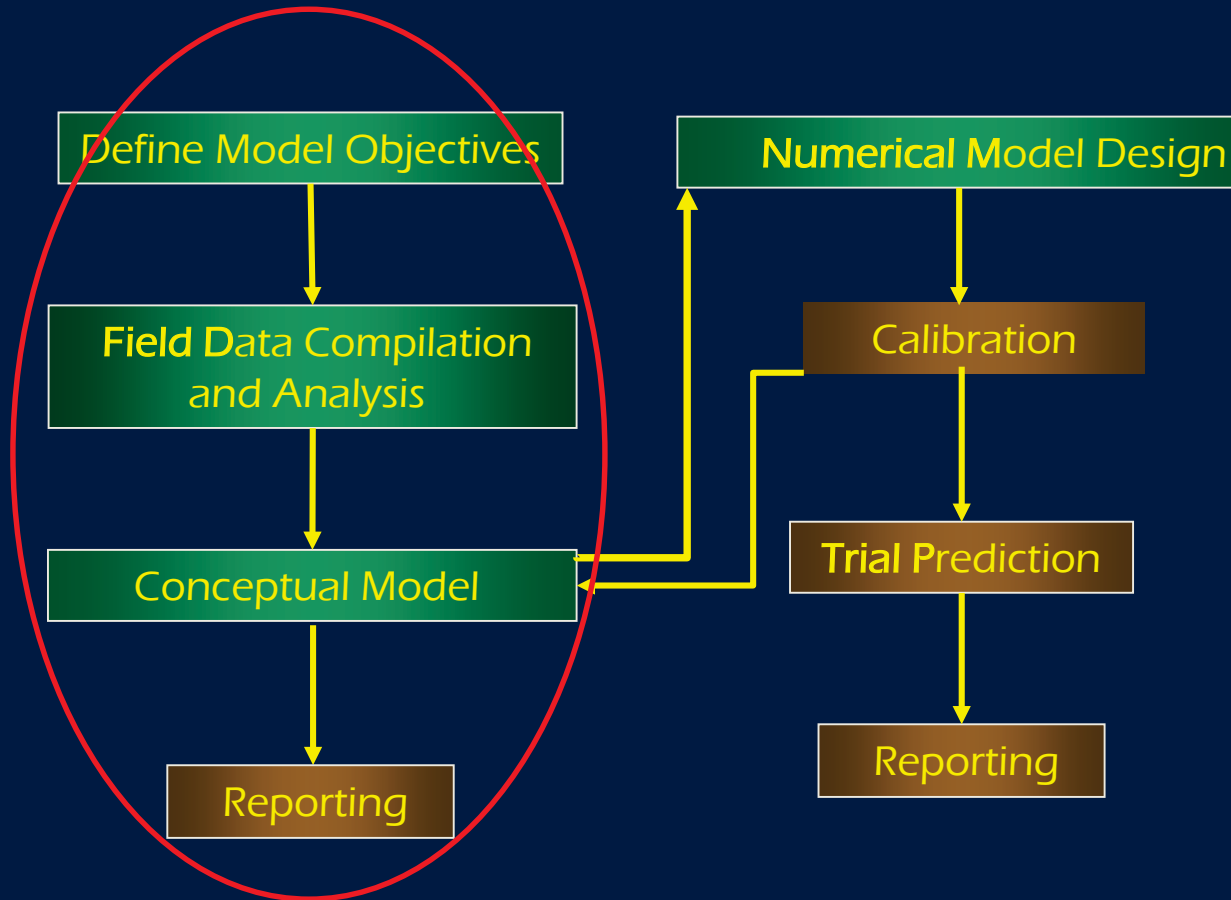 Define Model Objectives
Field Data Compilation
and Analysis
Conceptual Model
Reporting
Numerical Model Design
Calibration
Trial Prediction
Reporting